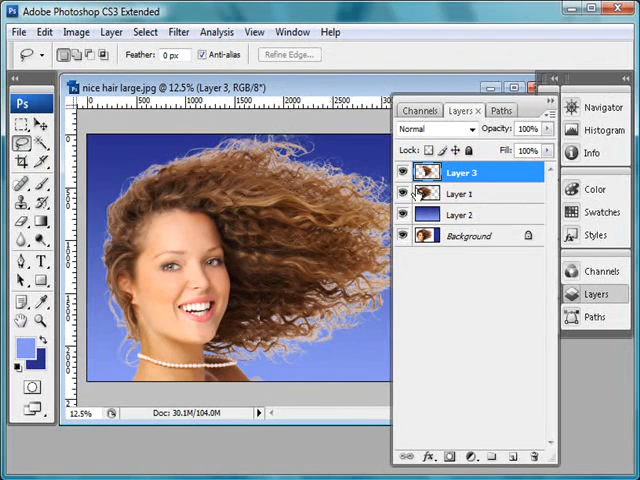 Adobe Photoshop CS3 Extended
File Edit Image Layer Select Filter Analysis View Window Help
Feather: 0 px Anti-alias Refine Edge...
Ps
nice hair large.jpg @ 12.5% (Layer 3, RGB/8*)
0 500 1000 1500 2000 2500 3000
Channels Layers x Paths
Normal Opacity: 100%
Lock: Fill: 100%
Layer 3
Layer 1
Layer 2
Background
Navigator
Histogram
Info
Color
Swatches
Styles
Channels
Layers
Paths
12.5% Doc: 30.1M/104.0M